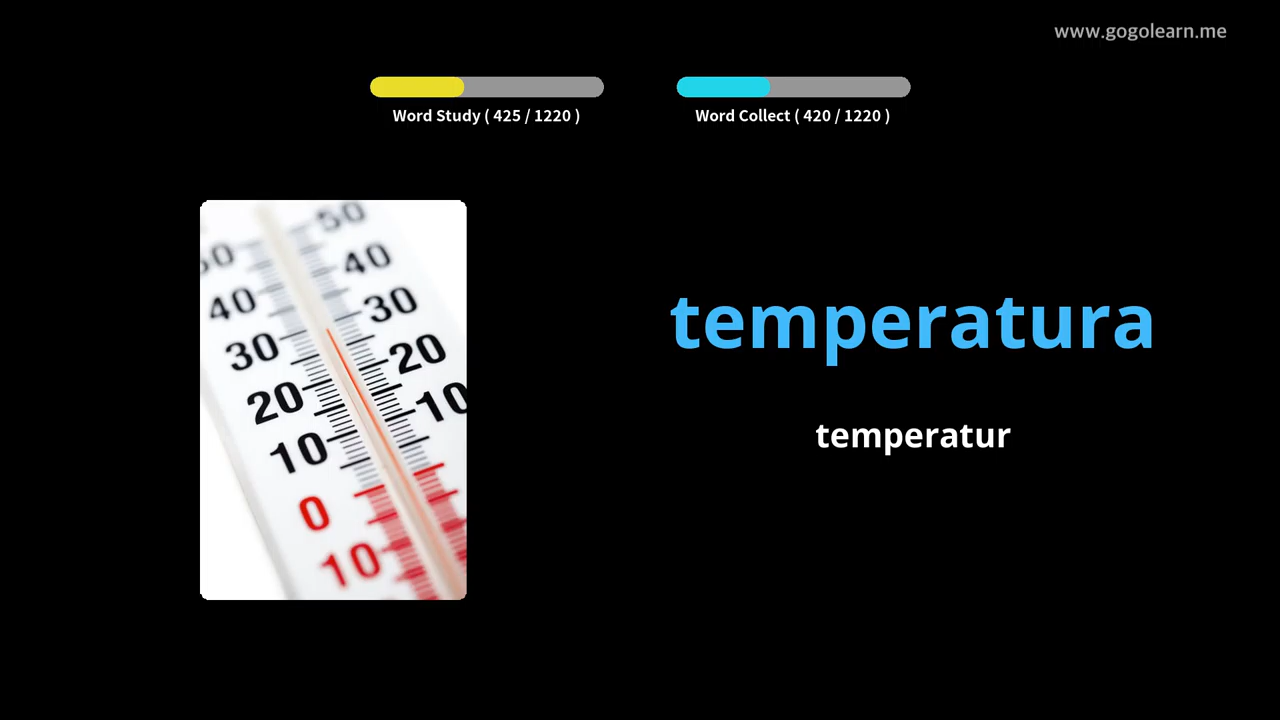 www.gogolearn.me
Word Study ( 425 / 1220 )
Word Collect ( 420 / 1220 )
50
40
40
30
30
20
20
10
10
0
10
temperatura
temperatur